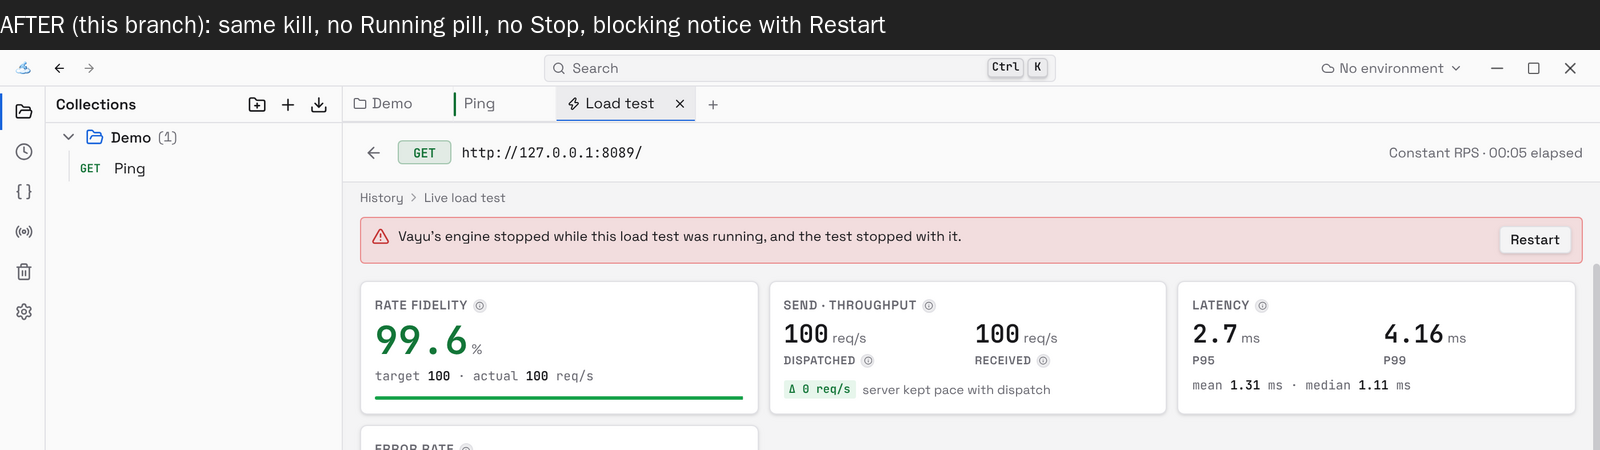 AFTER (this branch): same kill, no Running pill, no Stop, blocking notice with Restart
Search
Ctrl K
No environment
Collections
Demo
Ping
Load test
Demo (1)
GET Ping
GET http://127.0.0.1:8089/
Constant RPS · 00:05 elapsed
History > Live load test
Vayu's engine stopped while this load test was running, and the test stopped with it.
Restart
RATE FIDELITY
99.6 %
target 100 · actual 100 req/s
SEND · THROUGHPUT
100 req/s 100 req/s
DISPATCHED RECEIVED
Δ 0 req/s server kept pace with dispatch
LATENCY
2.7 ms 4.16 ms
P95 P99
mean 1.31 ms · median 1.11 ms
ERROR RATE